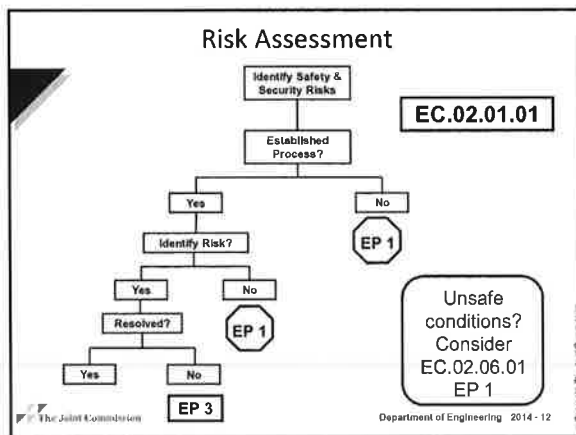 Risk Assessment
Identify Safety &
Security Risks
EC.02.01.01
Established
Process?
Yes
No
EP 1
Identify Risk?
Yes
No
EP 1
Resolved?
Yes
No
EP 3
Unsafe
conditions?
Consider
EC.02.06.01
EP 1
The Joint Commission
Department of Engineering 2014 - 12